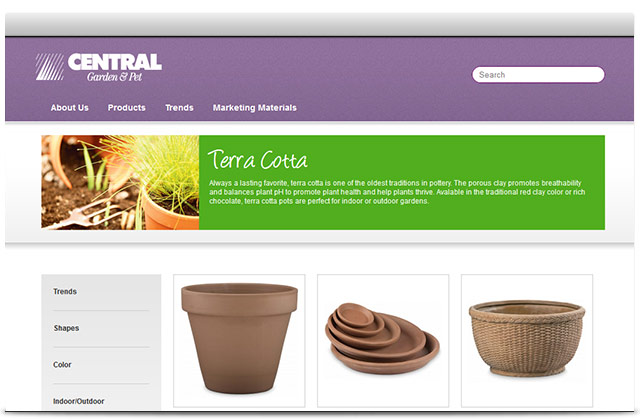 CENTRAL
Garden & Pet
Search
About Us Products Trends Marketing Materials
Terra Cotta
Always a lasting favorite, terra cotta is one of the oldest traditions in pottery. The porous clay promotes breathability
and balances plant pH to promote plant health and help plants thrive. Avalable in the traditional red clay color or rich
chocolate, terra cotta pots are perfect for indoor or outdoor gardens.
Trends
Shapes
Color
Indoor/Outdoor